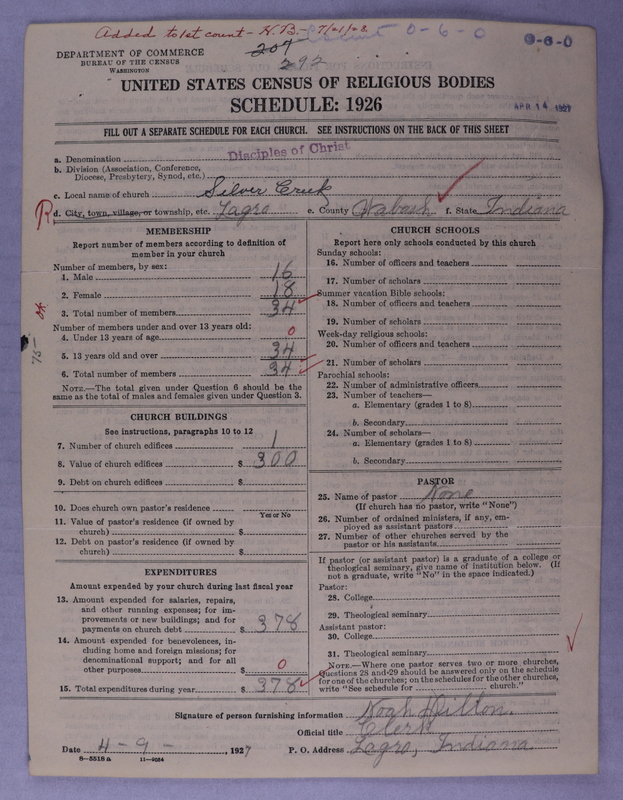 Added to 1st count - H.B. - 7/21/28 0-6-0
0-6-0
DEPARTMENT OF COMMERCE
BUREAU OF THE CENSUS
WASHINGTON
204
292
UNITED STATES CENSUS OF RELIGIOUS BODIES
SCHEDULE: 1926
APR 14 1927
FILL OUT A SEPARATE SCHEDULE FOR EACH CHURCH. SEE INSTRUCTIONS ON THE BACK OF THIS SHEET
a. Denomination Disciples of Christ
b. Division (Association, Conference,
Diocese, Presbytery, Synod, etc.)
c. Local name of church Silver Creek
R d. City, town, village, or township, etc. Lagro e. County Wabash f. State Indiana
MEMBERSHIP
Report number of members according to definition of
member in your church
Number of members, by sex:
1. Male 16
2. Female 18
3. Total number of members 34
Number of members under and over 13 years old:
4. Under 13 years of age 0
5. 13 years old and over 34
6. Total number of members 34
NOTE.—The total given under Question 6 should be the
same as the total of males and females given under Question 3.
75-
CHURCH BUILDINGS
See instructions, paragraphs 10 to 12
7. Number of church edifices 1
8. Value of church edifices $ 300
9. Debt on church edifices $
10. Does church own pastor's residence
Yes or No
11. Value of pastor's residence (if owned by
church) $
12. Debt on pastor's residence (if owned by
church) $
EXPENDITURES
Amount expended by your church during last fiscal year
13. Amount expended for salaries, repairs,
and other running expenses; for im-
provements or new buildings; and for
payments on church debt $ 378
14. Amount expended for benevolences, in-
cluding home and foreign missions; for
denominational support; and for all
other purposes $ 0
15. Total expenditures during year $ 378
CHURCH SCHOOLS
Report here only schools conducted by this church
Sunday schools:
16. Number of officers and teachers
17. Number of scholars
Summer vacation Bible schools:
18. Number of officers and teachers
19. Number of scholars
Week-day religious schools:
20. Number of officers and teachers
21. Number of scholars
Parochial schools:
22. Number of administrative officers
23. Number of teachers—
a. Elementary (grades 1 to 8)
b. Secondary
24. Number of scholars—
a. Elementary (grades 1 to 8)
b. Secondary
PASTOR
25. Name of pastor None
(If church has no pastor, write "None")
26. Number of ordained ministers, if any, em-
ployed as assistant pastors
27. Number of other churches served by the
pastor or his assistants
If pastor (or assistant pastor) is a graduate of a college or
theological seminary, give name of institution below. (If
not a graduate, write "No" in the space indicated.)
Pastor:
28. College
29. Theological seminary
Assistant pastor:
30. College
31. Theological seminary
NOTE.—Where one pastor serves two or more churches,
Questions 28 and 29 should be answered only on the schedule
for one of the churches; on the schedules for the other churches,
write "See schedule for church."
Signature of person furnishing information Noah Dilton
Official title Clerk
Date 4-9-, 1927 P. O. Address Lagro, Indiana
8-5518 a 11-9034